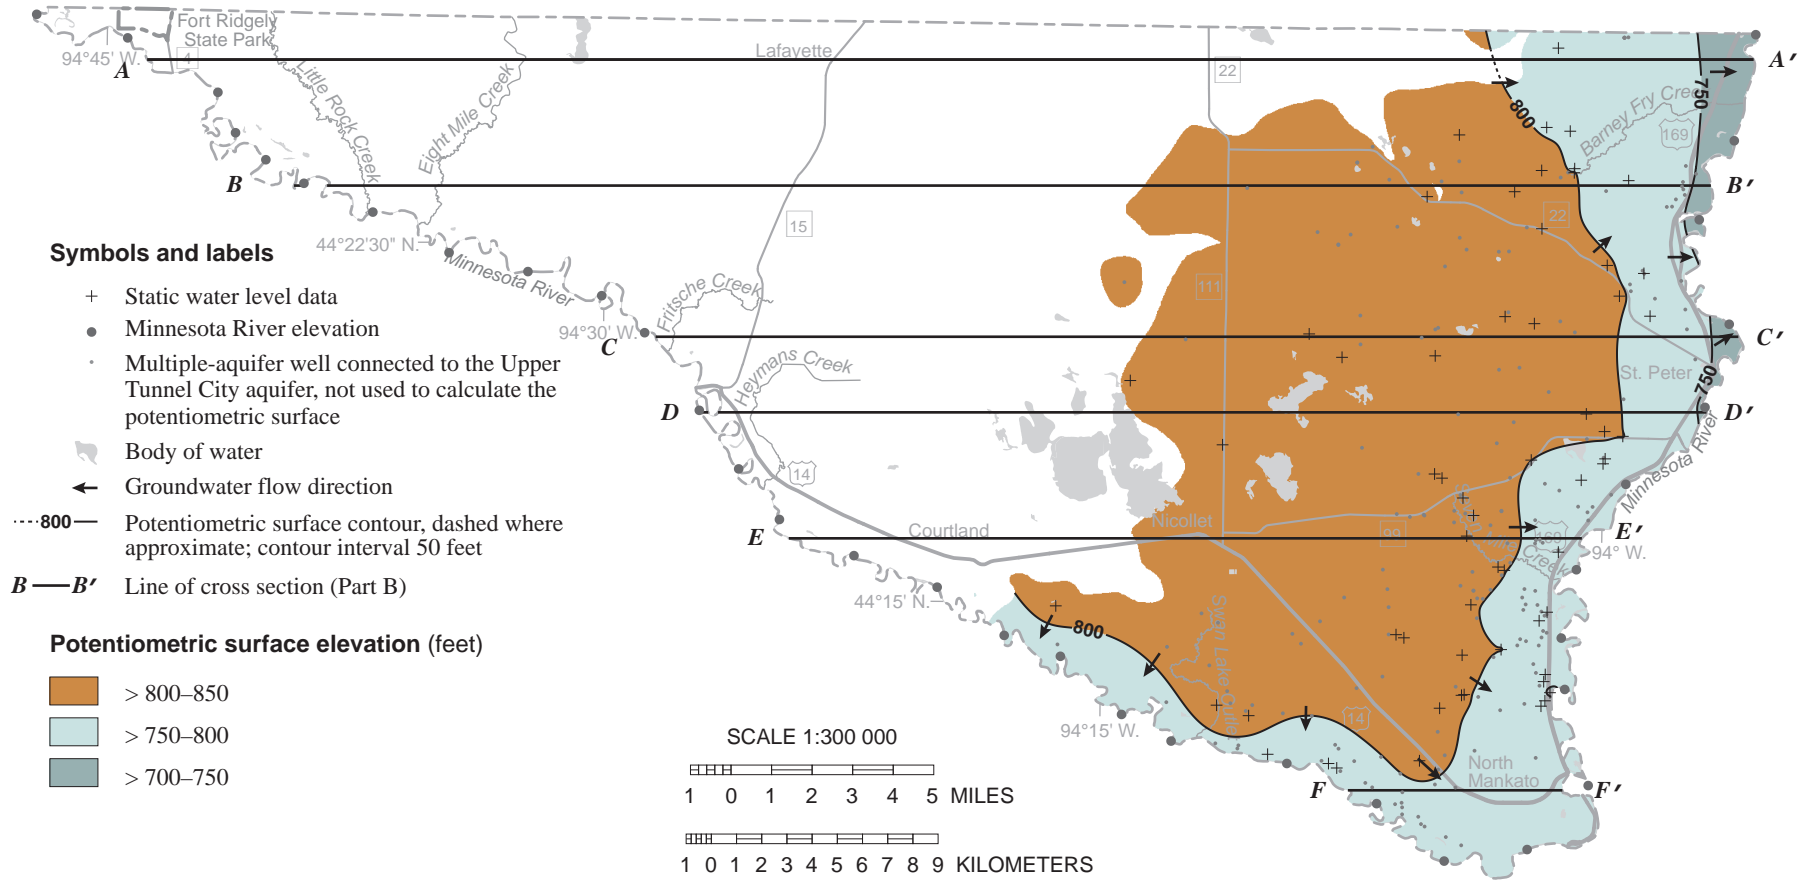 Fort Ridgely
State Park
94°45' W.
4
A
A'
Lafayette
22
Little Rock Creek
Eight Mile Creek
800
750
Barney Fry Creek
169
B
B'
15
22
44°22'30" N.
Minnesota River
111
Fritsche Creek
94°30' W.
C
C'
Heymans Creek
St. Peter
750
D
D'
Minnesota River
14
Courtland
Nicollet
99
169
E
E'
94° W.
44°15' N.
800
Swan Lake Outlet
14
94°15' W.
North
Mankato
F
F'
Symbols and labels
Static water level data
Minnesota River elevation
Multiple-aquifer well connected to the Upper
Tunnel City aquifer, not used to calculate the
potentiometric surface
Body of water
Groundwater flow direction
800 Potentiometric surface contour, dashed where
approximate; contour interval 50 feet
B B' Line of cross section (Part B)
Potentiometric surface elevation (feet)
> 800–850
> 750–800
> 700–750
SCALE 1:300 000
1 0 1 2 3 4 5 MILES
1 0 1 2 3 4 5 6 7 8 9 KILOMETERS